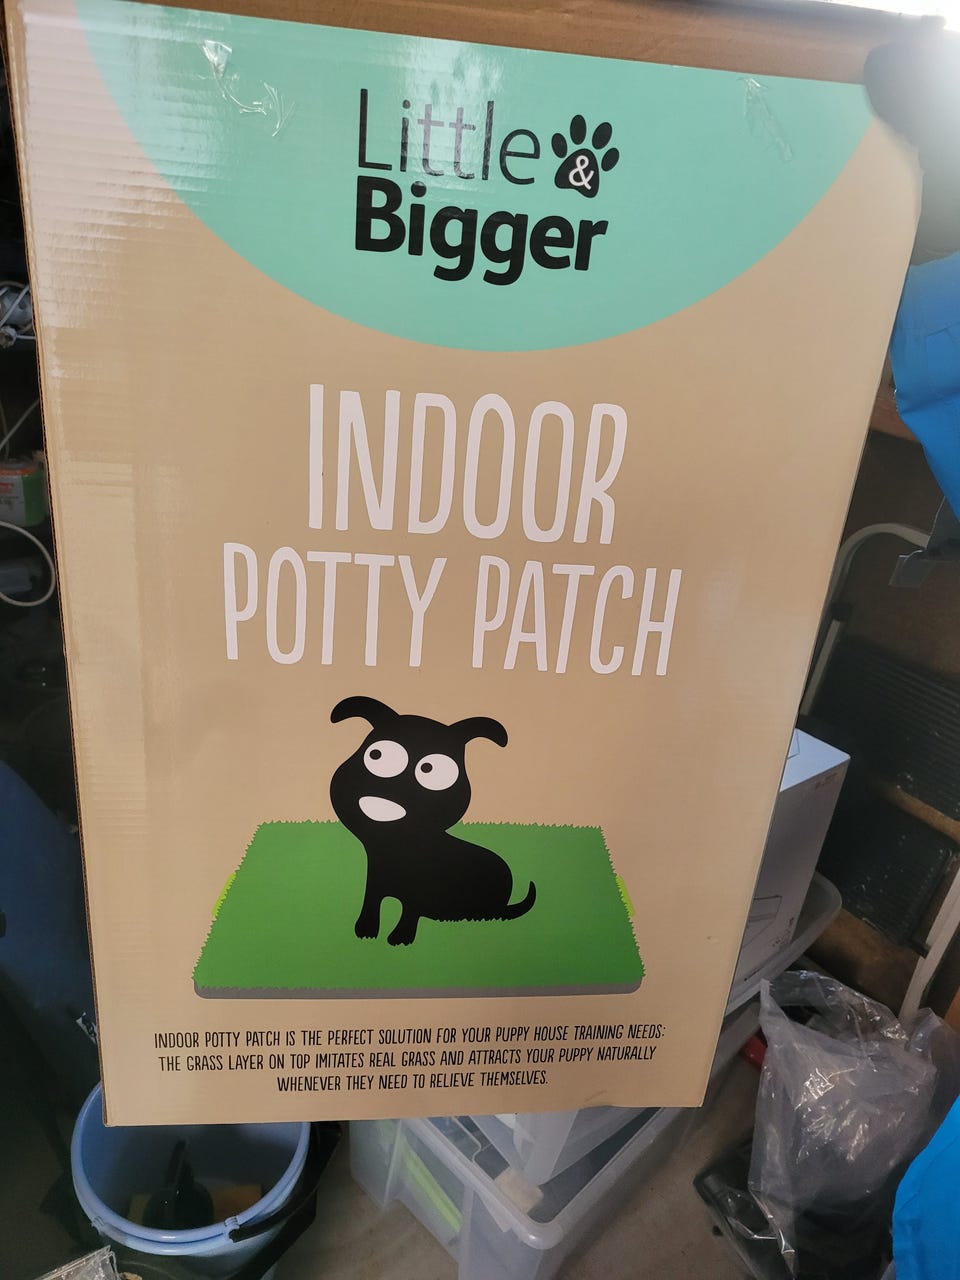 Little &
Bigger
INDOOR
POTTY PATCH
INDOOR POTTY PATCH IS THE PERFECT SOLUTION FOR YOUR PUPPY HOUSE TRAINING NEEDS:
THE GRASS LAYER ON TOP IMITATES REAL GRASS AND ATTRACTS YOUR PUPPY NATURALLY
WHENEVER THEY NEED TO RELIEVE THEMSELVES.